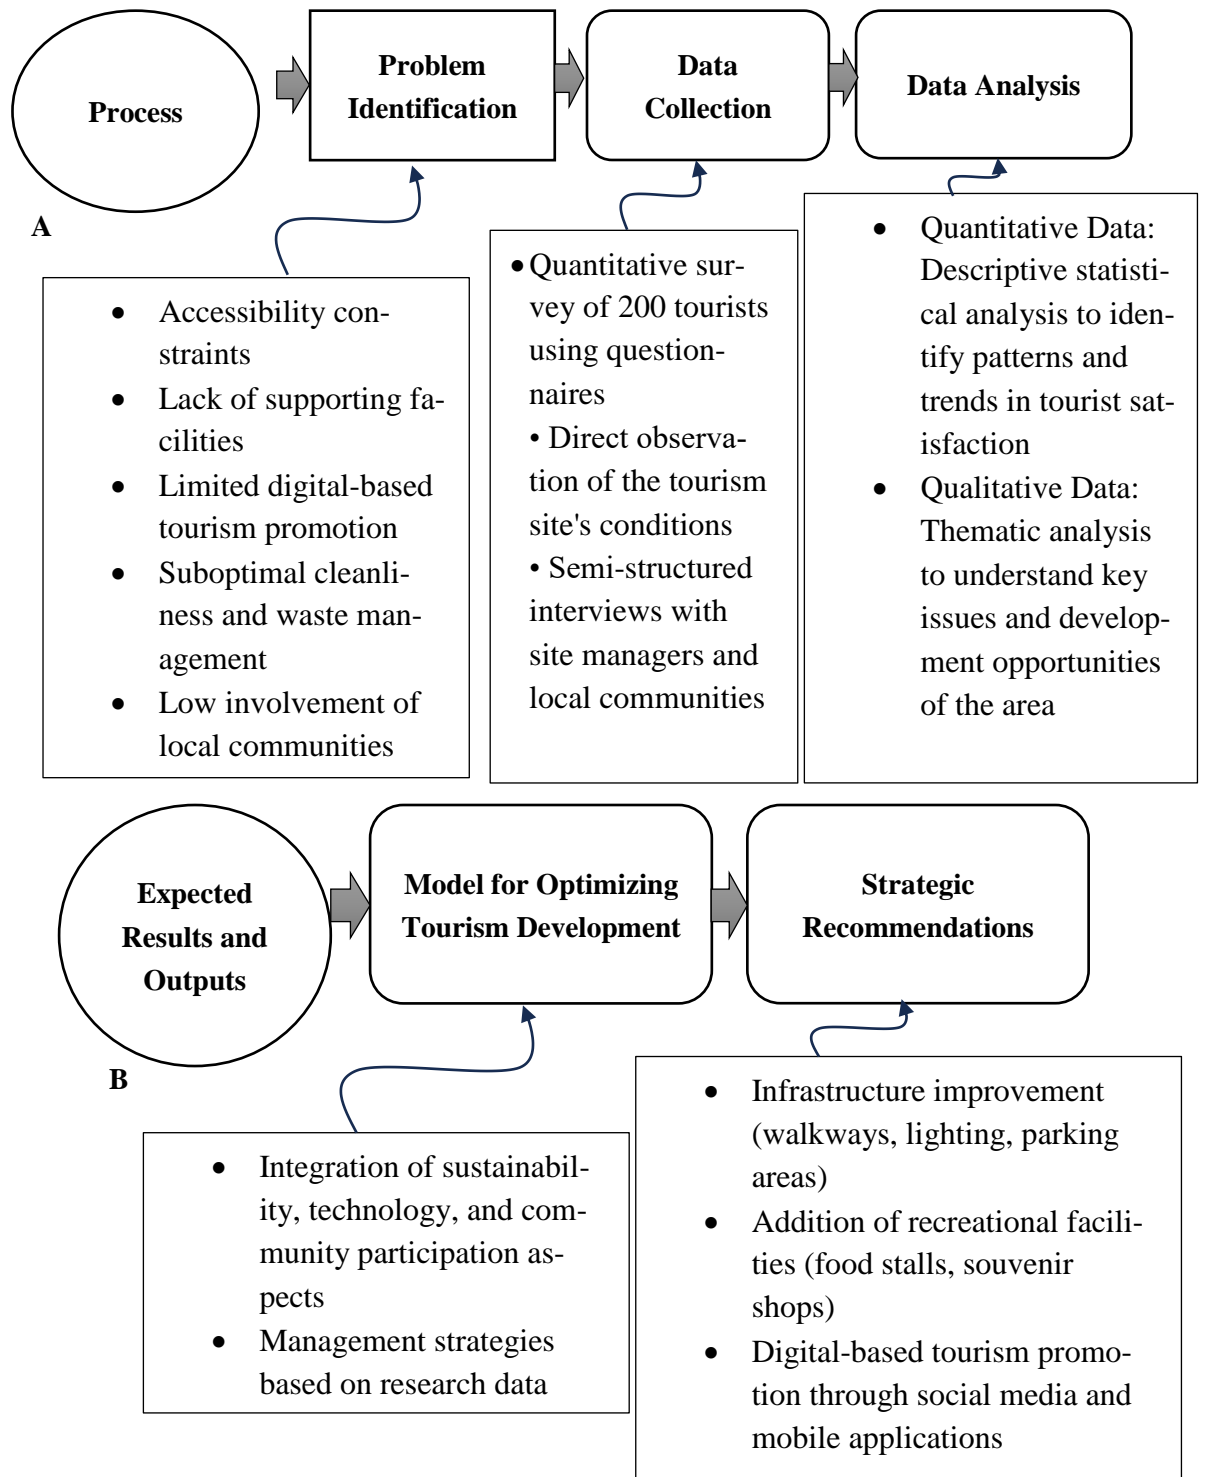 Process
A
Problem
Identification
Data
Collection
Data Analysis
• Accessibility con-
straints
• Lack of supporting fa-
cilities
• Limited digital-based
tourism promotion
• Suboptimal cleanli-
ness and waste man-
agement
• Low involvement of
local communities
• Quantitative sur-
vey of 200 tourists
using question-
naires
• Direct observa-
tion of the tourism
site's conditions
• Semi-structured
interviews with
site managers and
local communities
• Quantitative Data:
Descriptive statisti-
cal analysis to iden-
tify patterns and
trends in tourist sat-
isfaction
• Qualitative Data:
Thematic analysis
to understand key
issues and develop-
ment opportunities
of the area
Expected
Results and
Outputs
B
Model for Optimizing
Tourism Development
Strategic
Recommendations
• Integration of sustainabil-
ity, technology, and com-
munity participation as-
pects
• Management strategies
based on research data
• Infrastructure improvement
(walkways, lighting, parking
areas)
• Addition of recreational facili-
ties (food stalls, souvenir
shops)
• Digital-based tourism promo-
tion through social media and
mobile applications